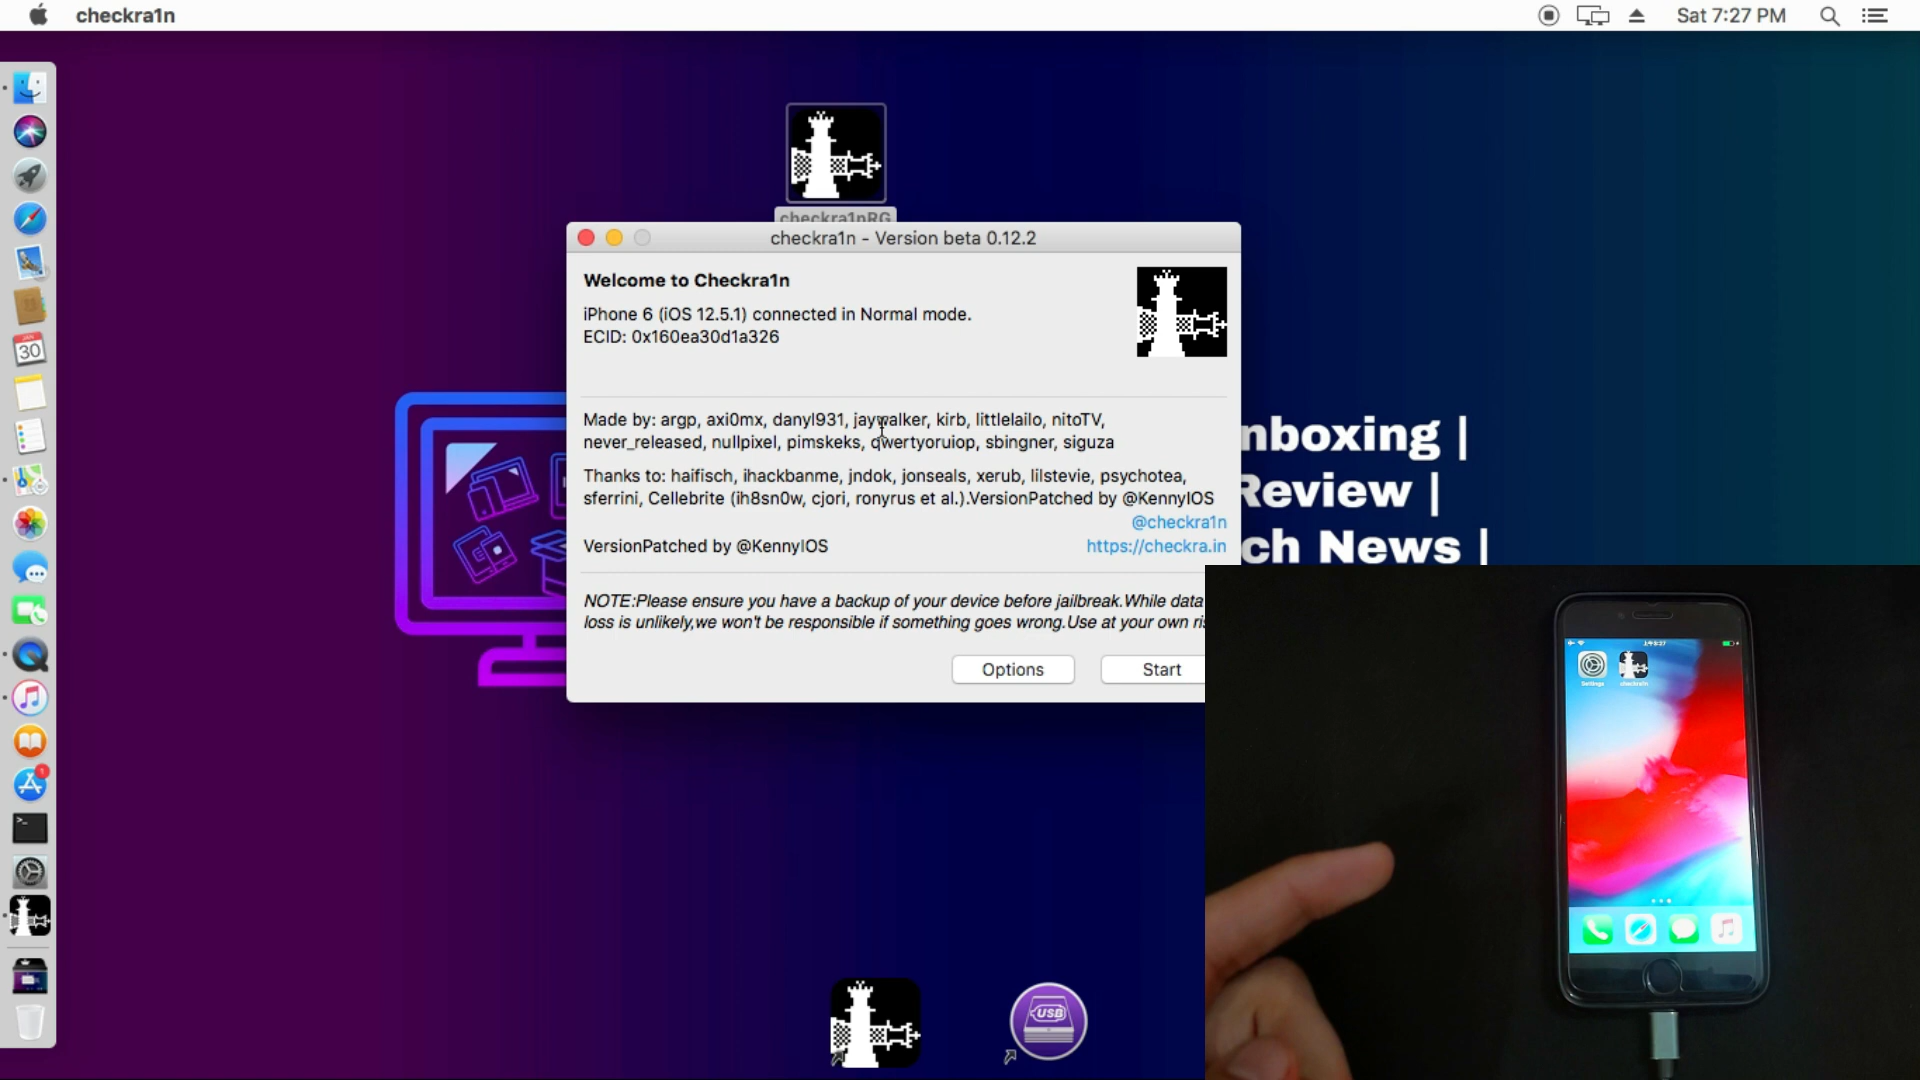 checkra1n
Sat 7:27 PM
checkra1nRG
checkra1n - Version beta 0.12.2
Welcome to Checkra1n
iPhone 6 (iOS 12.5.1) connected in Normal mode.
ECID: 0x160ea30d1a326
Made by: argp, axi0mx, danyl931, jaywalker, kirb, littlelailo, nitoTV,
never_released, nullpixel, pimskeks, qwertyoruiop, sbingner, siguza
Thanks to: haifisch, ihackbanme, jndok, jonseals, xerub, lilstevie, psychotea,
sferrini, Cellebrite (ih8sn0w, cjori, ronyrus et al.).VersionPatched by @KennyIOS
@checkra1n
VersionPatched by @KennyIOS
https://checkra.in
NOTE:Please ensure you have a backup of your device before jailbreak.While data
loss is unlikely,we won't be responsible if something goes wrong.Use at your own ri
Options
Start
nboxing |
Review |
ch News |
JAN
30
1
USB
Settings
checkra1n